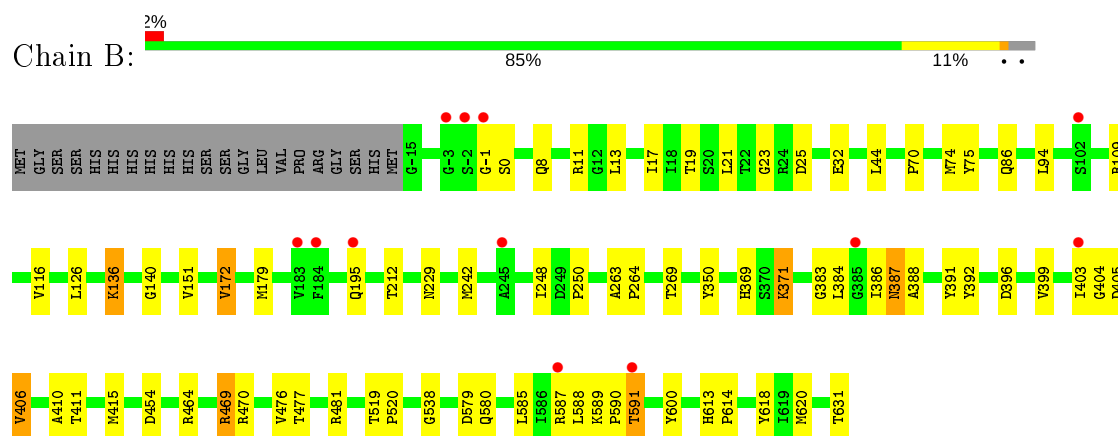 2%
Chain B:
85% 11% • •
MET GLY SER SER HIS HIS HIS HIS HIS HIS SER SER GLY LEU VAL PRO ARG GLY SER HIS MET G-15 G-3 S-2 G-1 S0 Q8 R11 G12 L13 I17 I18 T19 S20 L21 T22 G23 R24 D25 E32 L44 P70 M74 Y75 Q86 L94 S102 R109
V116 L126 K136 G140 V151 V172 M179 V183 F184 Q195 T212 N229 M242 A245 I248 D249 P250 A263 P264 T269 Y350 H369 S370 K371 G383 L384 G385 I386 N387 A388 Y391 Y392 D396 V399 I403 G404 D405
V406 A410 T411 M415 D454 R464 R469 R470 V476 T477 R481 T519 P520 G538 D579 Q580 L585 I586 R587 L588 K589 P590 T591 Y600 H613 P614 Y618 I619 M620 T631